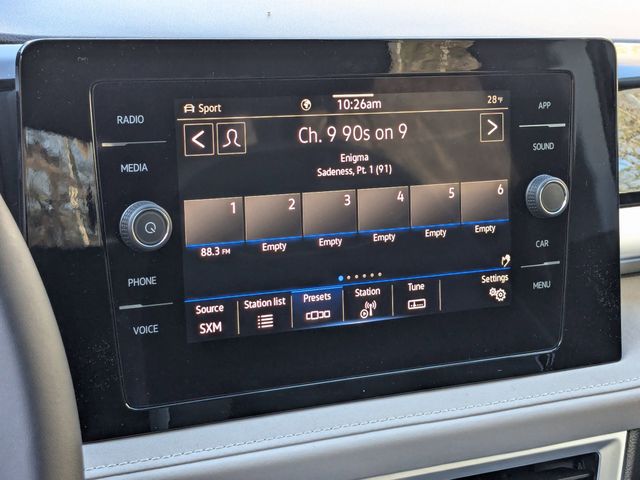 RADIO
MEDIA
PHONE
VOICE
Sport
10:26am
28°F
Ch. 9 90s on 9
Enigma
Sadeness, Pt. 1 (91)
1 2 3 4 5 6
88.3 FM Empty Empty Empty Empty Empty
Source Station list Presets Station Tune Settings
SXM
APP
SOUND
CAR
MENU